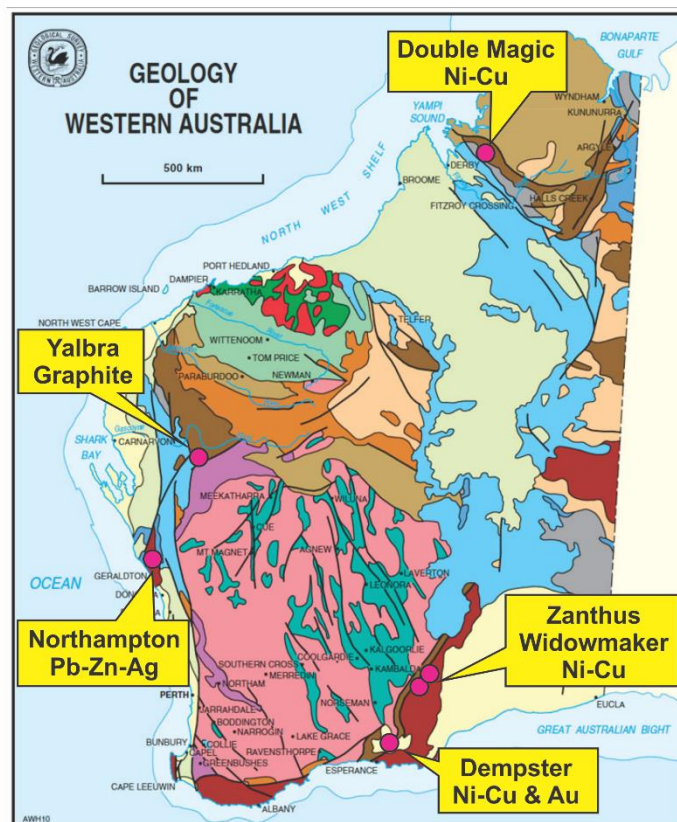 GEOLOGICAL SURVEY
WESTERN AUSTRALIA
GEOLOGY
OF
WESTERN AUSTRALIA
500 km
Double Magic
Ni-Cu
BONAPARTE
GULF
WYNDHAM
KUNUNURRA
YAMPI
SOUND
ARGYLE
DERBY
BROOME
HALLS CREEK
FITZROY CROSSING
NORTH WEST SHELF
PORT HEDLAND
DAMPIER
BARROW ISLAND
KARRATHA
NORTH WEST CAPE
TELFER
WITTENOOM
TOM PRICE
Yalbra
Graphite
PARABURDOO
NEWMAN
Gascoyne
SHARK
BAY
CARNARVON
MEEKATHARRA
WILUNA
CUE
MT MAGNET
AGNEW
LAVERTON
LEONORA
OCEAN
GERALDTON
Northampton
Pb-Zn-Ag
Zanthus
Widowmaker
Ni-Cu
KALGOORLIE
COOLGARDIE
KAMBALDA
SOUTHERN CROSS
MERREDIN
NORTHAM
NORSEMAN
PERTH
EUCLA
JARRAHDALE
BODDINGTON
NARROGIN
LAKE GRACE
GREAT AUSTRALIAN BIGHT
BUNBURY
COLLIE
CAPEL
RAVENSTHORPE
GREENBUSHES
ESPERANCE
CAPE LEEUWIN
ALBANY
Dempster
Ni-Cu & Au
AWH10